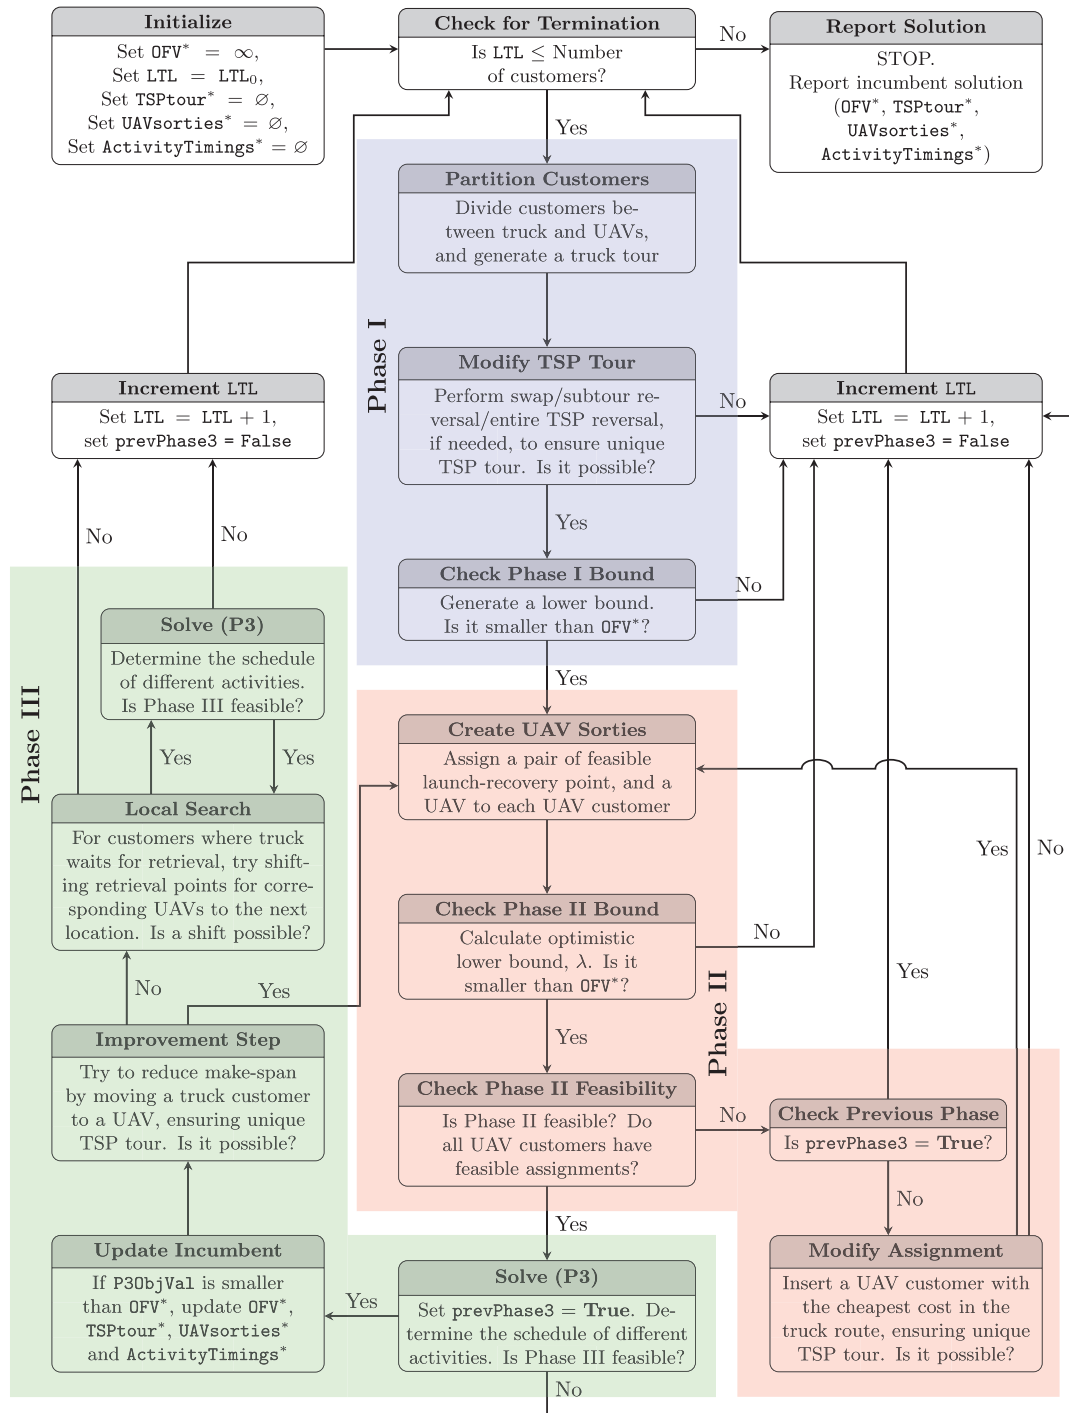 Initialize
Set OFV* = ∞,
Set LTL = LTL₀,
Set TSPtour* = ∅,
Set UAVsorties* = ∅,
Set ActivityTimings* = ∅
Check for Termination
Is LTL ≤ Number
of customers?
No
Report Solution
STOP.
Report incumbent solution
(OFV*, TSPtour*,
UAVsorties*,
ActivityTimings*)
Yes
Phase I
Partition Customers
Divide customers be-
tween truck and UAVs,
and generate a truck tour
Modify TSP Tour
Perform swap/subtour re-
versal/entire TSP reversal,
if needed, to ensure unique
TSP tour. Is it possible?
No
Yes
Increment LTL
Set LTL = LTL + 1,
set prevPhase3 = False
Increment LTL
Set LTL = LTL + 1,
set prevPhase3 = False
No
No
Check Phase I Bound
Generate a lower bound.
Is it smaller than OFV*?
No
Yes
Phase III
Solve (P3)
Determine the schedule
of different activities.
Is Phase III feasible?
Yes
Yes
Local Search
For customers where truck
waits for retrieval, try shift-
ing retrieval points for corre-
sponding UAVs to the next
location. Is a shift possible?
No
Yes
Improvement Step
Try to reduce make-span
by moving a truck customer
to a UAV, ensuring unique
TSP tour. Is it possible?
Update Incumbent
If P3ObjVal is smaller
than OFV*, update OFV*,
TSPtour*, UAVsorties*
and ActivityTimings*
Phase II
Create UAV Sorties
Assign a pair of feasible
launch-recovery point, and a
UAV to each UAV customer
Check Phase II Bound
Calculate optimistic
lower bound, λ. Is it
smaller than OFV*?
No
Yes
Check Phase II Feasibility
Is Phase II feasible? Do
all UAV customers have
feasible assignments?
No
Yes
Solve (P3)
Set prevPhase3 = True. De-
termine the schedule of different
activities. Is Phase III feasible?
Yes
No
Yes
No
Yes
Check Previous Phase
Is prevPhase3 = True?
No
Modify Assignment
Insert a UAV customer with
the cheapest cost in the
truck route, ensuring unique
TSP tour. Is it possible?